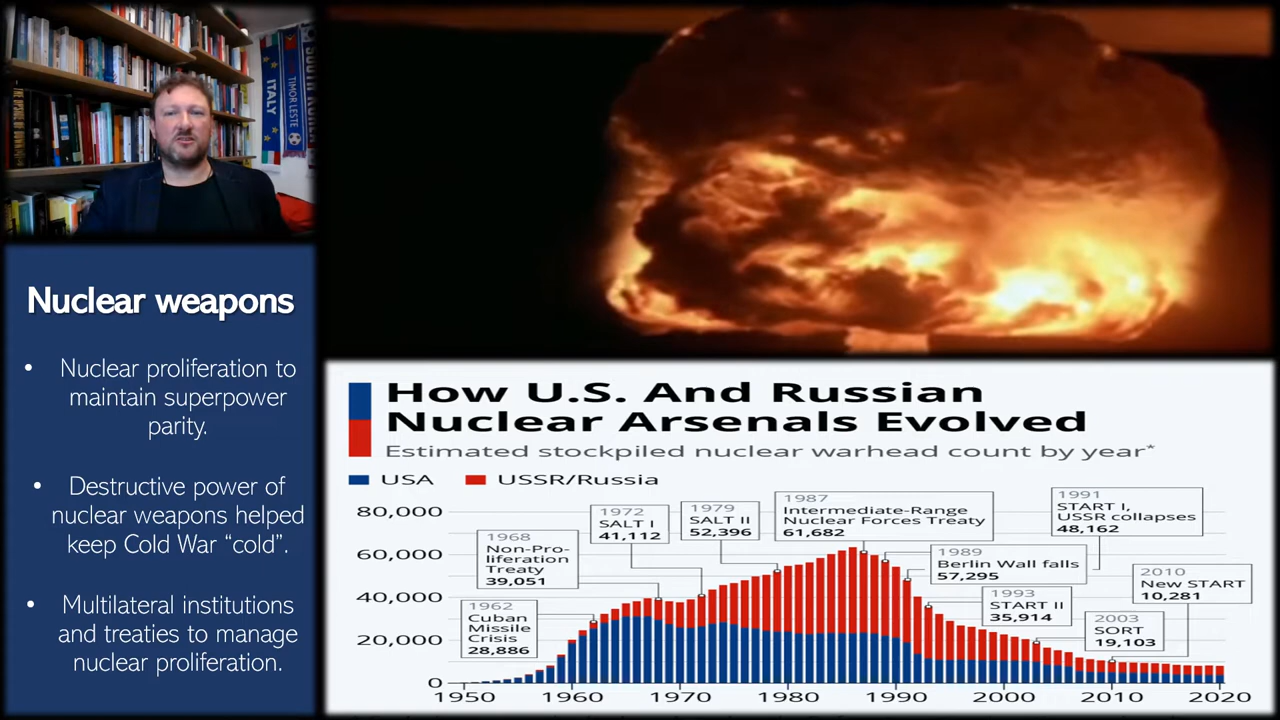 ITALY
TIMOR LESTE
Nuclear weapons
• Nuclear proliferation to
maintain superpower
parity.
• Destructive power of
nuclear weapons helped
keep Cold War “cold”.
• Multilateral institutions
and treaties to manage
nuclear proliferation.
How U.S. And Russian
Nuclear Arsenals Evolved
Estimated stockpiled nuclear warhead count by year*
USA USSR/Russia
80,000
60,000
40,000
20,000
0
1962
Cuban
Missile
Crisis
28,886
1968
Non-Pro-
liferation
Treaty
39,051
1972
SALT I
41,112
1979
SALT II
52,396
1987
Intermediate-Range
Nuclear Forces Treaty
61,682
1989
Berlin Wall falls
57,295
1991
START I,
USSR collapses
48,162
1993
START II
35,914
2003
SORT
19,103
2010
New START
10,281
1950 1960 1970 1980 1990 2000 2010 2020